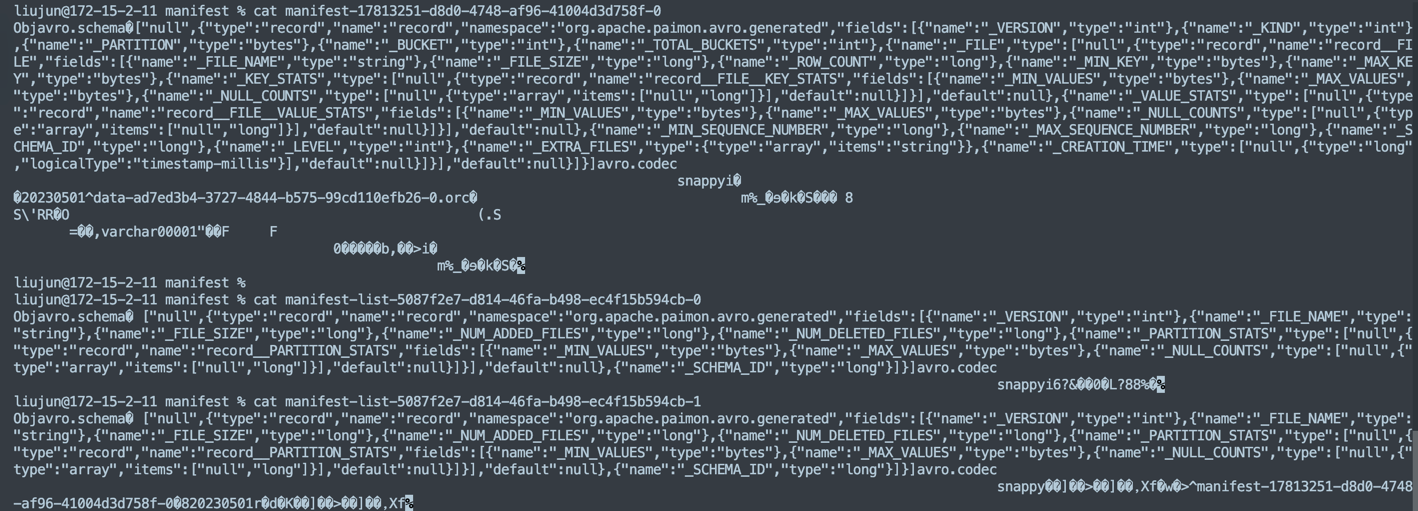 liujun@172-15-2-11 manifest % cat manifest-17813251-d8d0-4748-af96-41004d3d758f-0
Objavro.schema�["null",{"type":"record","name":"record","namespace":"org.apache.paimon.avro.generated","fields":[{"name":"_VERSION","type":"int"},{"name":"_KIND","type":"int"}
,{"name":"_PARTITION","type":"bytes"},{"name":"_BUCKET","type":"int"},{"name":"_TOTAL_BUCKETS","type":"int"},{"name":"_FILE","type":["null",{"type":"record","name":"record__FI
LE","fields":[{"name":"_FILE_NAME","type":"string"},{"name":"_FILE_SIZE","type":"long"},{"name":"_ROW_COUNT","type":"long"},{"name":"_MIN_KEY","type":"bytes"},{"name":"_MAX_KE
Y","type":"bytes"},{"name":"_KEY_STATS","type":["null",{"type":"record","name":"record__FILE__KEY_STATS","fields":[{"name":"_MIN_VALUES","type":"bytes"},{"name":"_MAX_VALUES",
"type":"bytes"},{"name":"_NULL_COUNTS","type":["null",{"type":"array","items":["null","long"]}],"default":null}]}],"default":null},{"name":"_VALUE_STATS","type":["null",{"type
":"record","name":"record__FILE__VALUE_STATS","fields":[{"name":"_MIN_VALUES","type":"bytes"},{"name":"_MAX_VALUES","type":"bytes"},{"name":"_NULL_COUNTS","type":["null",{"typ
e":"array","items":["null","long"]}],"default":null}]}],"default":null},{"name":"_MIN_SEQUENCE_NUMBER","type":"long"},{"name":"_MAX_SEQUENCE_NUMBER","type":"long"},{"name":"_S
CHEMA_ID","type":"long"},{"name":"_LEVEL","type":"int"},{"name":"_EXTRA_FILES","type":{"type":"array","items":"string"}},{"name":"_CREATION_TIME","type":["null",{"type":"long"
,"logicalType":"timestamp-millis"}],"default":null}]}],"default":null}]}]avro.codec
snappyi�
�20230501^data-ad7ed3b4-3727-4844-b575-99cd110efb26-0.orc� m%_�э�k�S��� 8
S\'RR�O (.S
=��,varchar00001"��F F
0�����b,��>i�
m%_�э�k�S�%
liujun@172-15-2-11 manifest %
liujun@172-15-2-11 manifest % cat manifest-list-5087f2e7-d814-46fa-b498-ec4f15b594cb-0
Objavro.schema� ["null",{"type":"record","name":"record","namespace":"org.apache.paimon.avro.generated","fields":[{"name":"_VERSION","type":"int"},{"name":"_FILE_NAME","type":
"string"},{"name":"_FILE_SIZE","type":"long"},{"name":"_NUM_ADDED_FILES","type":"long"},{"name":"_NUM_DELETED_FILES","type":"long"},{"name":"_PARTITION_STATS","type":["null",{
"type":"record","name":"record__PARTITION_STATS","fields":[{"name":"_MIN_VALUES","type":"bytes"},{"name":"_MAX_VALUES","type":"bytes"},{"name":"_NULL_COUNTS","type":["null",{"
type":"array","items":["null","long"]}],"default":null}]}],"default":null},{"name":"_SCHEMA_ID","type":"long"}]}]avro.codec
snappyi6?&��0�L?88%�%
liujun@172-15-2-11 manifest % cat manifest-list-5087f2e7-d814-46fa-b498-ec4f15b594cb-1
Objavro.schema� ["null",{"type":"record","name":"record","namespace":"org.apache.paimon.avro.generated","fields":[{"name":"_VERSION","type":"int"},{"name":"_FILE_NAME","type":
"string"},{"name":"_FILE_SIZE","type":"long"},{"name":"_NUM_ADDED_FILES","type":"long"},{"name":"_NUM_DELETED_FILES","type":"long"},{"name":"_PARTITION_STATS","type":["null",{
"type":"record","name":"record__PARTITION_STATS","fields":[{"name":"_MIN_VALUES","type":"bytes"},{"name":"_MAX_VALUES","type":"bytes"},{"name":"_NULL_COUNTS","type":["null",{"
type":"array","items":["null","long"]}],"default":null}]}],"default":null},{"name":"_SCHEMA_ID","type":"long"}]}]avro.codec
snappy��]��>��]��,Xf�w�>^manifest-17813251-d8d0-4748
-af96-41004d3d758f-0�820230501r�d�K��]��>��]��,Xf%